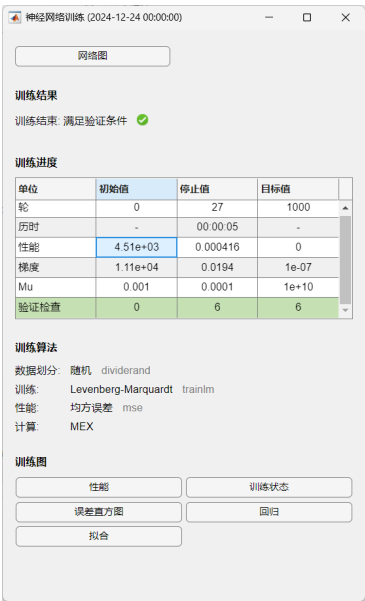 神经网络训练 (2024-12-24 00:00:00)
网络图
训练结果
训练结束: 满足验证条件
训练进度
单位 初始值 停止值 目标值
轮 0 27 1000
历时 - 00:00:05 -
性能 4.51e+03 0.000416 0
梯度 1.11e+04 0.0194 1e-07
Mu 0.001 0.0001 1e+10
验证检查 0 6 6
训练算法
数据划分: 随机 dividerand
训练: Levenberg-Marquardt trainlm
性能: 均方误差 mse
计算: MEX
训练图
性能 训练状态
误差直方图 回归
拟合